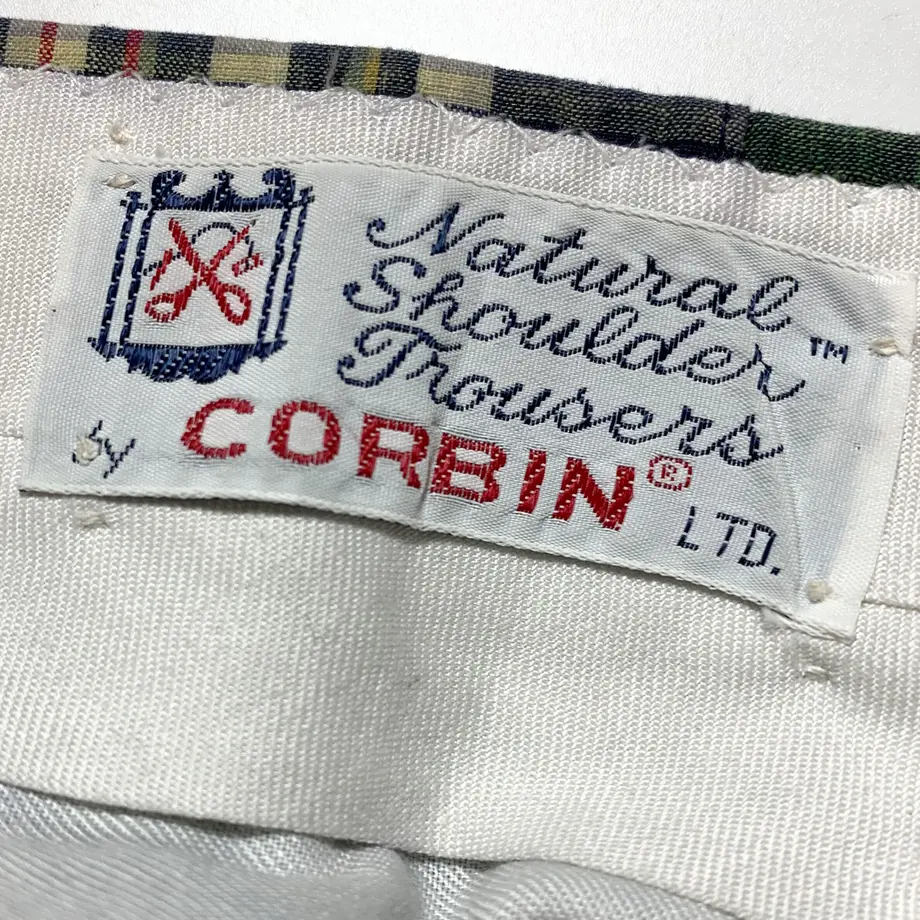 Natural
Shoulder
Trousers™
by CORBIN® LTD.